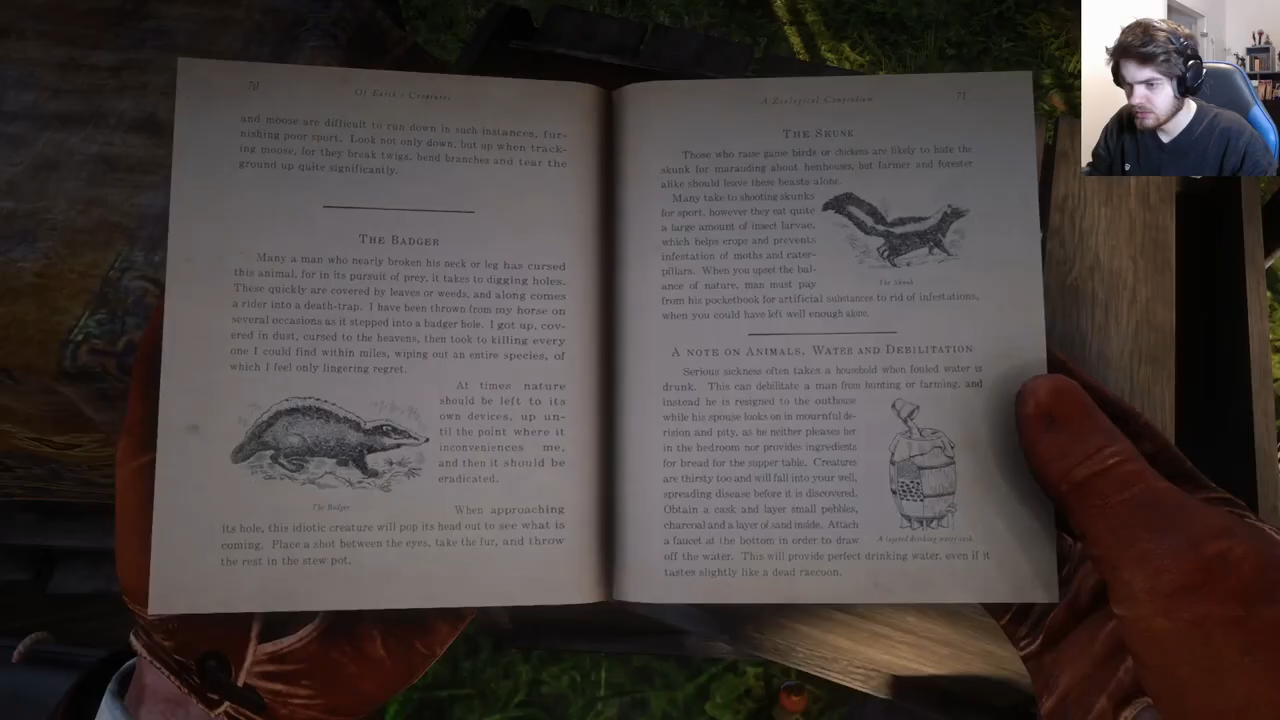 70
Of Earth's Creatures
and moose are difficult to run down in such instances, fur-
nishing poor sport. Look not only down, but up when track-
ing moose, for they break twigs, bend branches and tear the
ground up quite significantly.
The Badger
Many a man who nearly broken his neck or leg has cursed
this animal, for in its pursuit of prey, it takes to digging holes.
These quickly are covered by leaves or weeds, and along comes
a rider into a death-trap. I have been thrown from my horse on
several occasions as it stepped into a badger hole. I got up, cov-
ered in dust, cursed to the heavens, then took to killing every
one I could find within miles, wiping out an entire species, of
which I feel only lingering regret.
At times nature
should be left to its
own devices, up un-
til the point where it
inconveniences me,
and then it should be
eradicated.
The Badger
When approaching
its hole, this idiotic creature will pop its head out to see what is
coming. Place a shot between the eyes, take the fur, and throw
the rest in the stew pot.
A Zoological Compendium
71
The Skunk
Those who raise game birds or chickens are likely to hate the
skunk for marauding about henhouses, but farmer and forester
alike should leave these beasts alone.
Many take to shooting skunks
for sport, however they eat quite
a large amount of insect larvae,
which helps crops and prevents
infestation of moths and cater-
pillars. When you upset the bal-
ance of nature, man must pay
The Skunk
from his pocketbook for artificial substances to rid of infestations,
when you could have left well enough alone.
A note on Animals, Water and Debilitation
Serious sickness often takes a household when fouled water is
drunk. This can debilitate a man from hunting or farming, and
instead he is resigned to the outhouse
while his spouse looks on in mournful de-
rision and pity, as he neither pleases her
in the bedroom nor provides ingredients
for bread for the supper table. Creatures
are thirsty too and will fall into your well,
spreading disease before it is discovered.
Obtain a cask and layer small pebbles,
charcoal and a layer of sand inside. Attach
a faucet at the bottom in order to draw
A layered drinking water cask.
off the water. This will provide perfect drinking water, even if it
tastes slightly like a dead raccoon.